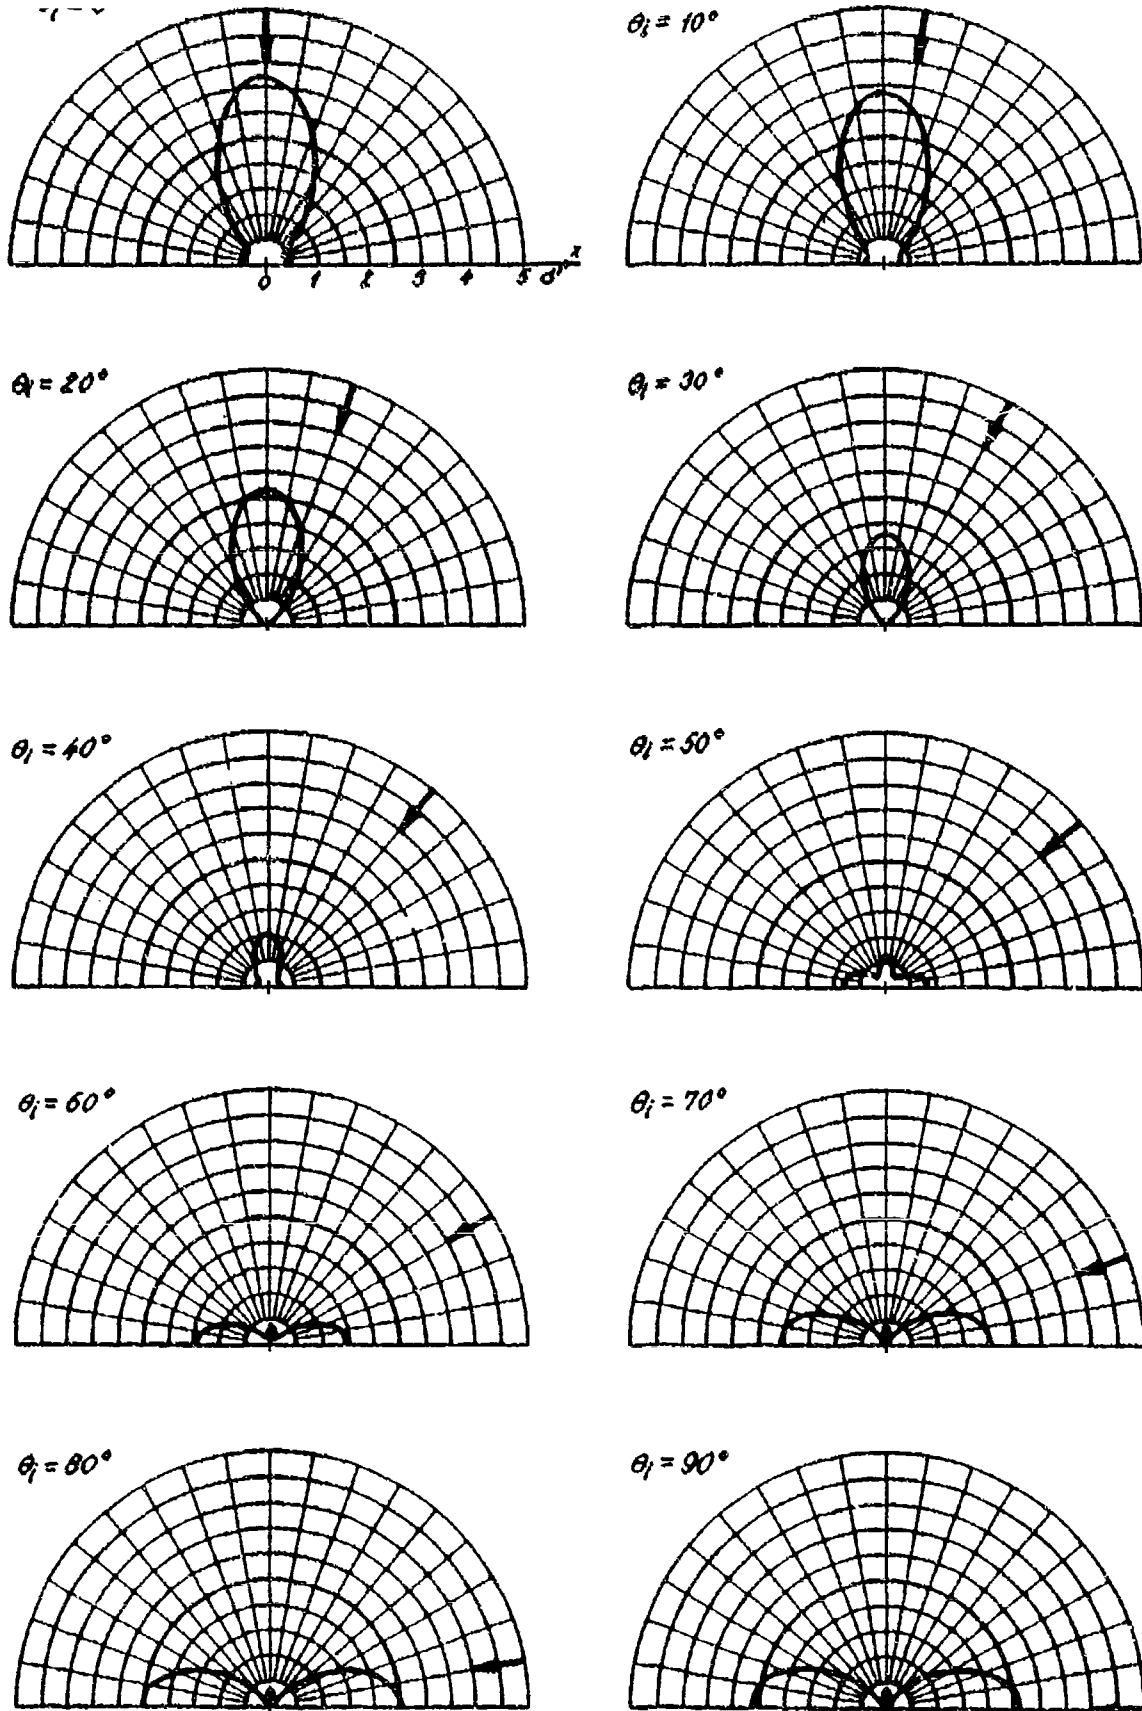 θi = 10°
0 1 2 3 4 5 σ x
θi = 20°
θi = 30°
θi = 40°
θi = 50°
θi = 60°
θi = 70°
θi = 80°
θi = 90°